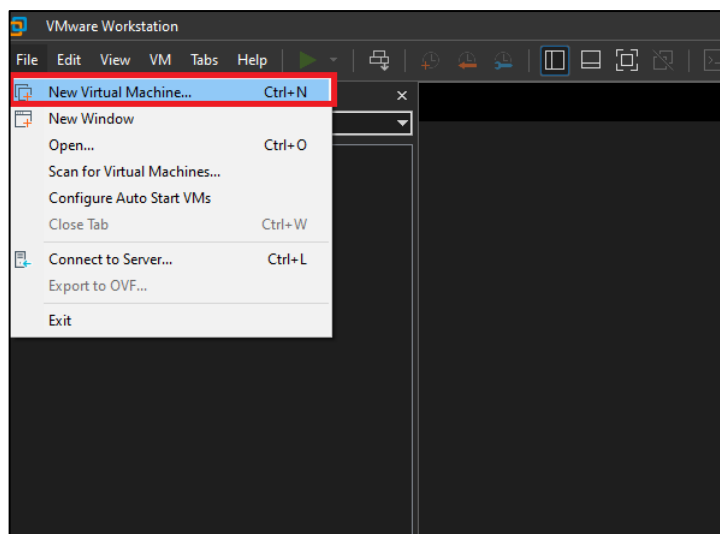 VMware Workstation
File Edit View VM Tabs Help
New Virtual Machine... Ctrl+N
New Window
Open... Ctrl+O
Scan for Virtual Machines...
Configure Auto Start VMs
Close Tab Ctrl+W
Connect to Server... Ctrl+L
Export to OVF...
Exit